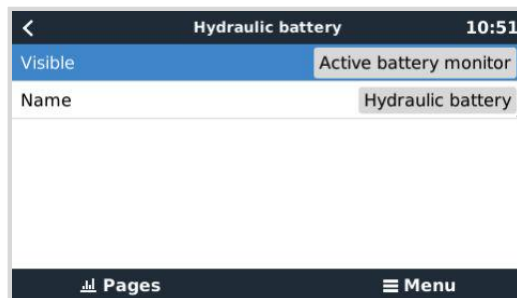 Hydraulic battery 10:51
Visible Active battery monitor
Name Hydraulic battery
Pages Menu